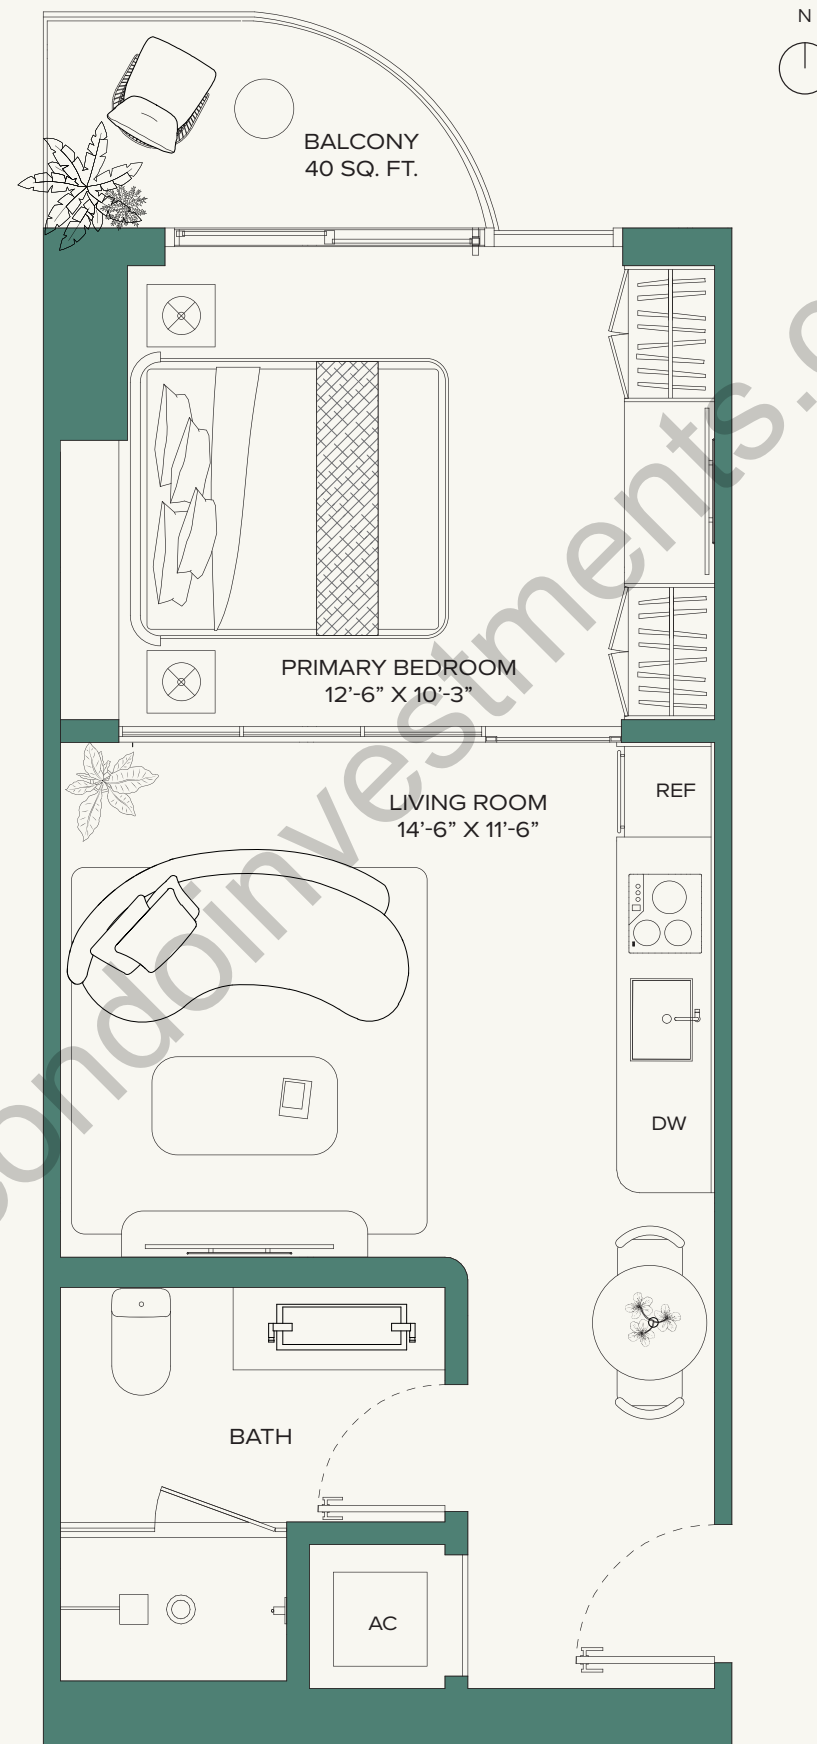 N
BALCONY
40 SQ. FT.
PRIMARY BEDROOM
12’-6” X 10’-3”
LIVING ROOM
14’-6” X 11’-6”
REF
DW
BATH
AC
ondoinvestments.c